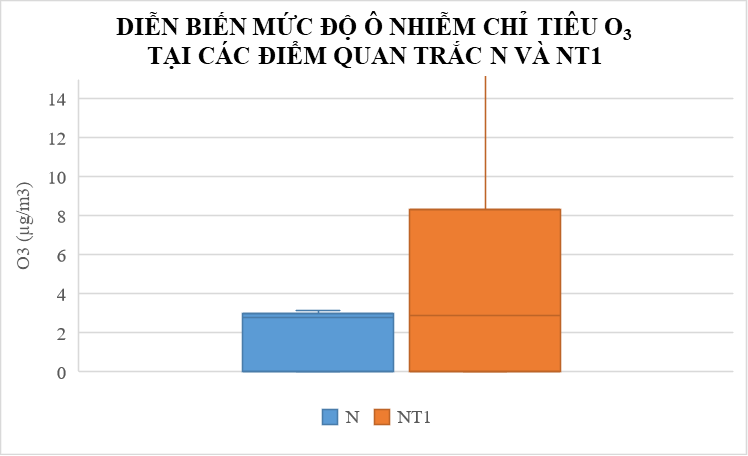 DIỄN BIẾN MỨC ĐỘ Ô NHIỄM CHỈ TIÊU O₃
TẠI CÁC ĐIỂM QUAN TRẮC N VÀ NT1
14
12
10
8
6
4
2
0
O3 (µg/m3)
N NT1